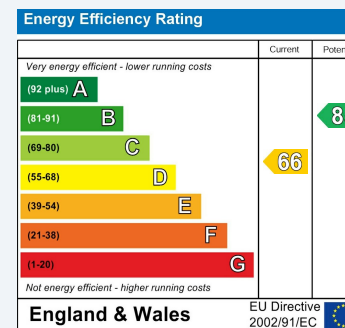 Energy Efficiency Rating
Current
Very energy efficient - lower running costs
(92 plus) A
(81-91) B
(69-80) C
66
(55-68) D
(39-54) E
(21-38) F
(1-20) G
Not energy efficient - higher running costs
England & Wales
EU Directive
2002/91/EC